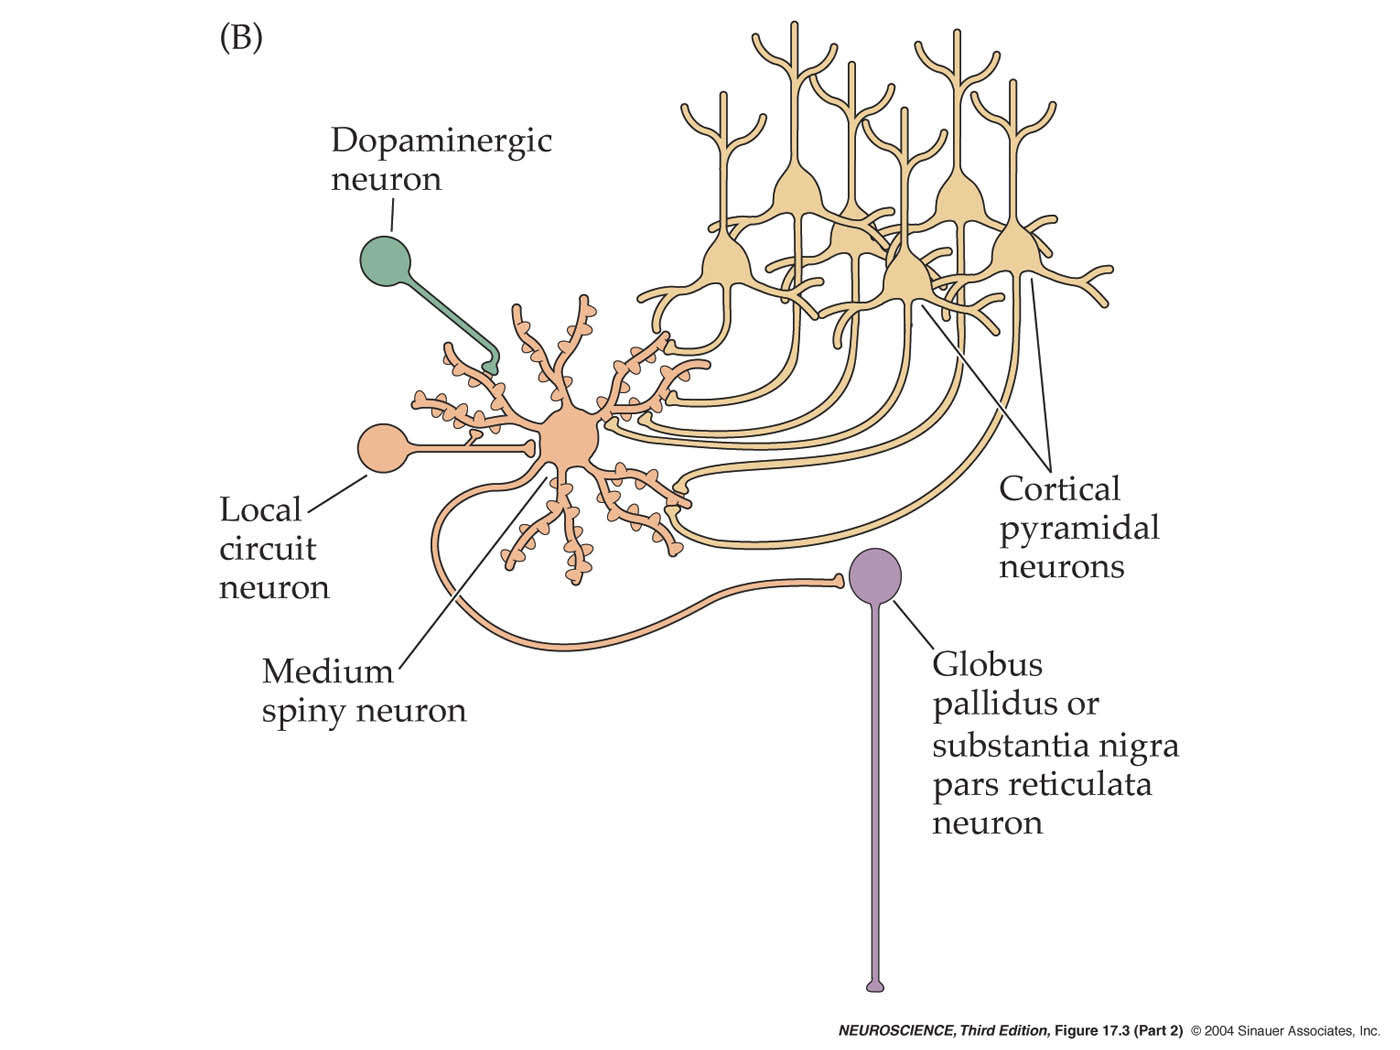 (B)
Dopaminergic
neuron
Local
circuit
neuron
Medium
spiny neuron
Cortical
pyramidal
neurons
Globus
pallidus or
substantia nigra
pars reticulata
neuron
NEUROSCIENCE, Third Edition, Figure 17.3 (Part 2) © 2004 Sinauer Associates, Inc.